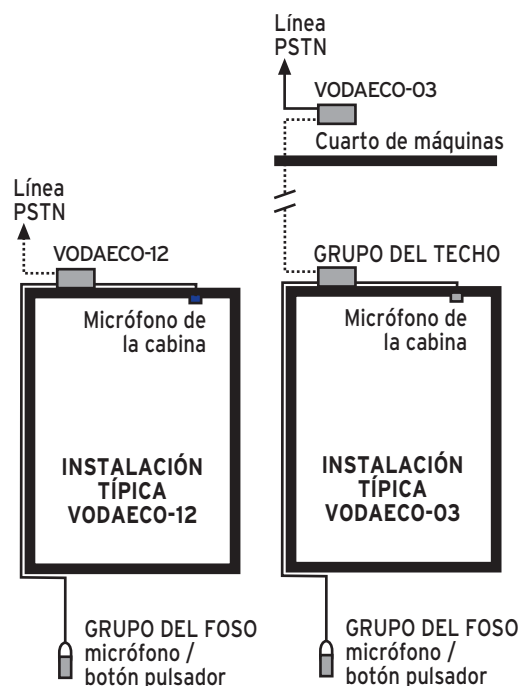 Línea
PSTN
VODAECO-12
Micrófono de
la cabina
INSTALACIÓN
TÍPICA
VODAECO-12
GRUPO DEL FOSO
micrófono /
botón pulsador
Línea
PSTN
VODAECO-03
Cuarto de máquinas
GRUPO DEL TECHO
Micrófono de
la cabina
INSTALACIÓN
TÍPICA
VODAECO-03
GRUPO DEL FOSO
micrófono /
botón pulsador